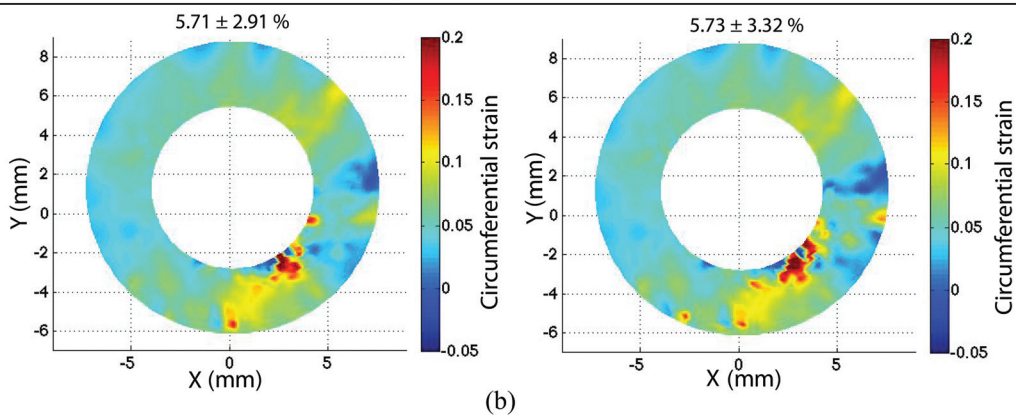 5.71 ± 2.91 %
8
6
4
2
0
-2
-4
-6
Y (mm)
-5 0 5
X (mm)
0.2
0.15
0.1
0.05
0
-0.05
Circumferential strain
5.73 ± 3.32 %
8
6
4
2
0
-2
-4
-6
Y (mm)
-5 0 5
X (mm)
0.2
0.15
0.1
0.05
0
-0.05
Circumferential strain
(b)